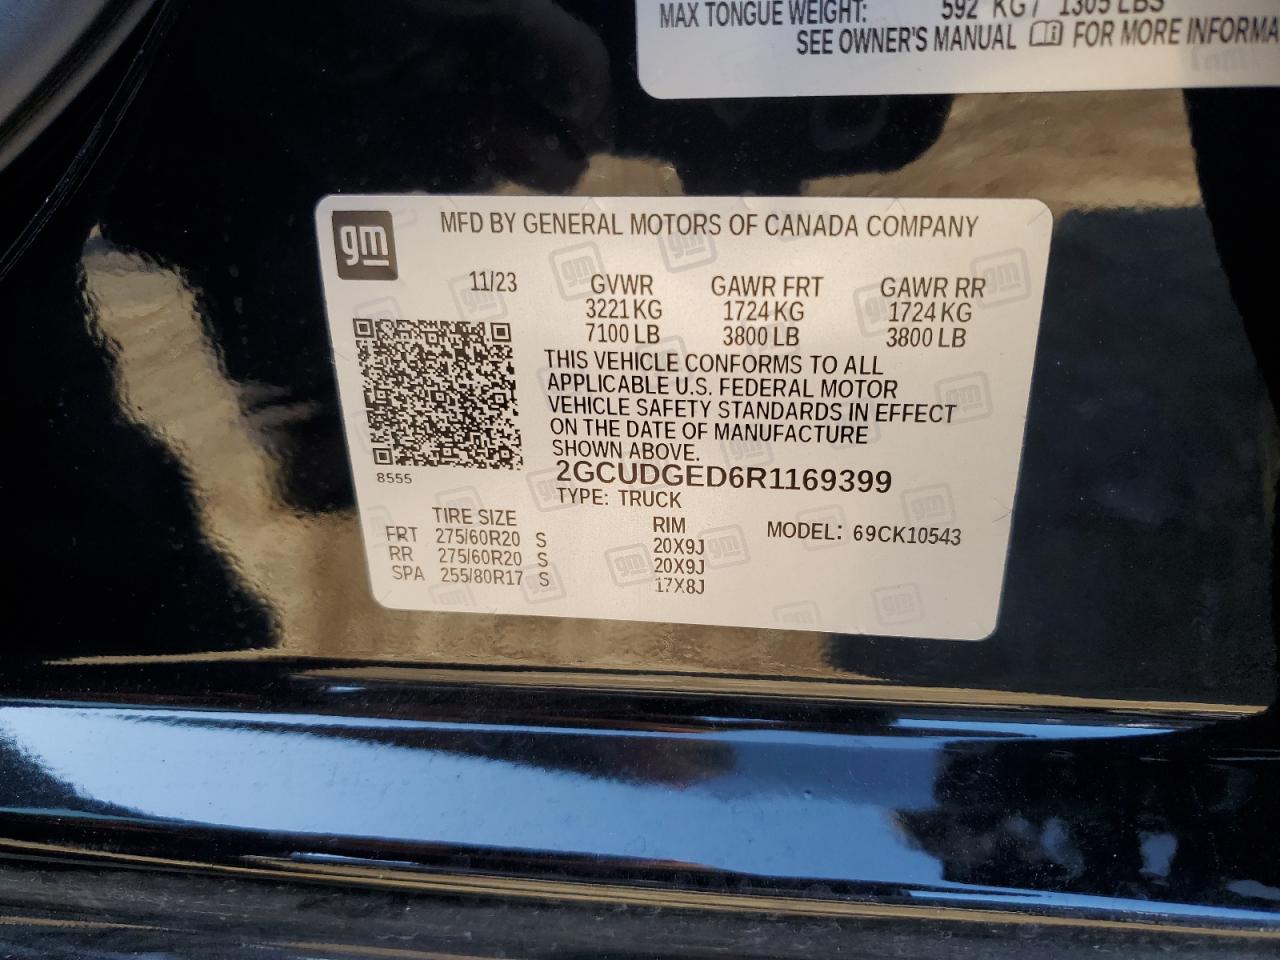 MAX TONGUE WEIGHT: 592 KG / 1305 LBS
SEE OWNER'S MANUAL FOR MORE INFORMA
gm
MFD BY GENERAL MOTORS OF CANADA COMPANY
11/23 GVWR GAWR FRT GAWR RR
3221 KG 1724 KG 1724 KG
7100 LB 3800 LB 3800 LB
THIS VEHICLE CONFORMS TO ALL
APPLICABLE U.S. FEDERAL MOTOR
VEHICLE SAFETY STANDARDS IN EFFECT
ON THE DATE OF MANUFACTURE
SHOWN ABOVE.
8555
2GCUDGED6R1169399
TYPE: TRUCK
TIRE SIZE RIM MODEL: 69CK10543
FRT 275/60R20 S 20X9J
RR 275/60R20 S 20X9J
SPA 255/80R17 S 17X8J